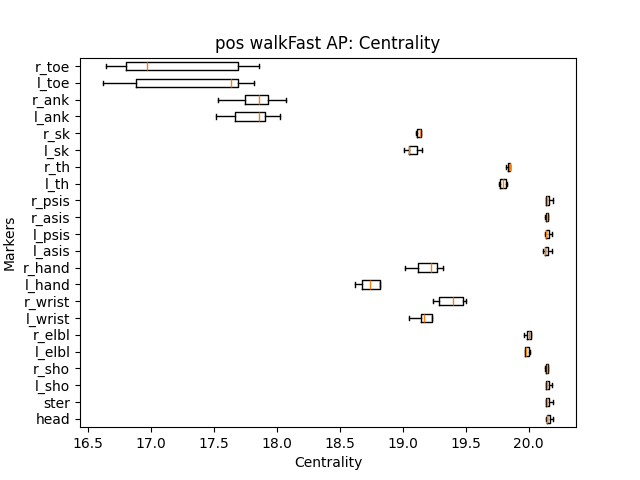 pos walkFast AP: Centrality
r_toe
l_toe
r_ank
l_ank
r_sk
l_sk
r_th
l_th
r_psis
r_asis
l_psis
l_asis
r_hand
l_hand
r_wrist
l_wrist
r_elbl
l_elbl
r_sho
l_sho
ster
head
Markers
16.5 17.0 17.5 18.0 18.5 19.0 19.5 20.0
Centrality